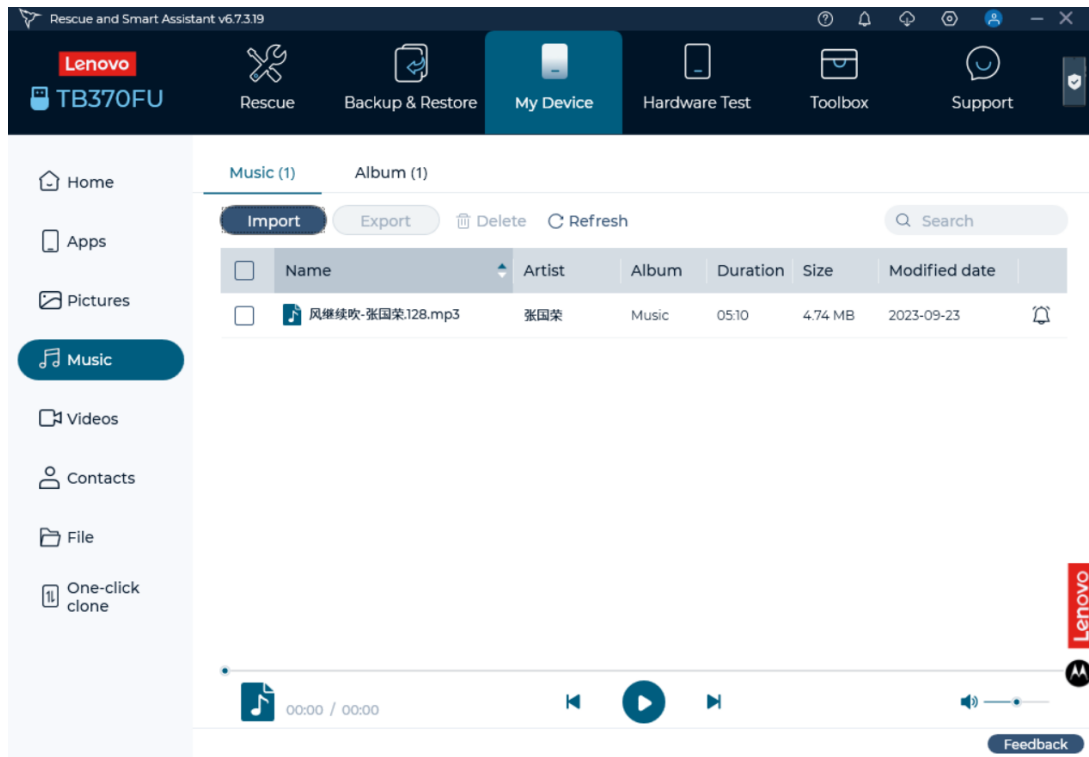 Rescue and Smart Assistant v6.7.3.19
Lenovo
TB370FU
Rescue
Backup & Restore
My Device
Hardware Test
Toolbox
Support
Home
Apps
Pictures
Music
Videos
Contacts
File
One-click
clone
Music (1)
Album (1)
Import
Export
Delete
Refresh
Search
Name
Artist
Album
Duration
Size
Modified date
风继续吹-张国荣.128.mp3
张国荣
Music
05:10
4.74 MB
2023-09-23
Lenovo
00:00 / 00:00
Feedback